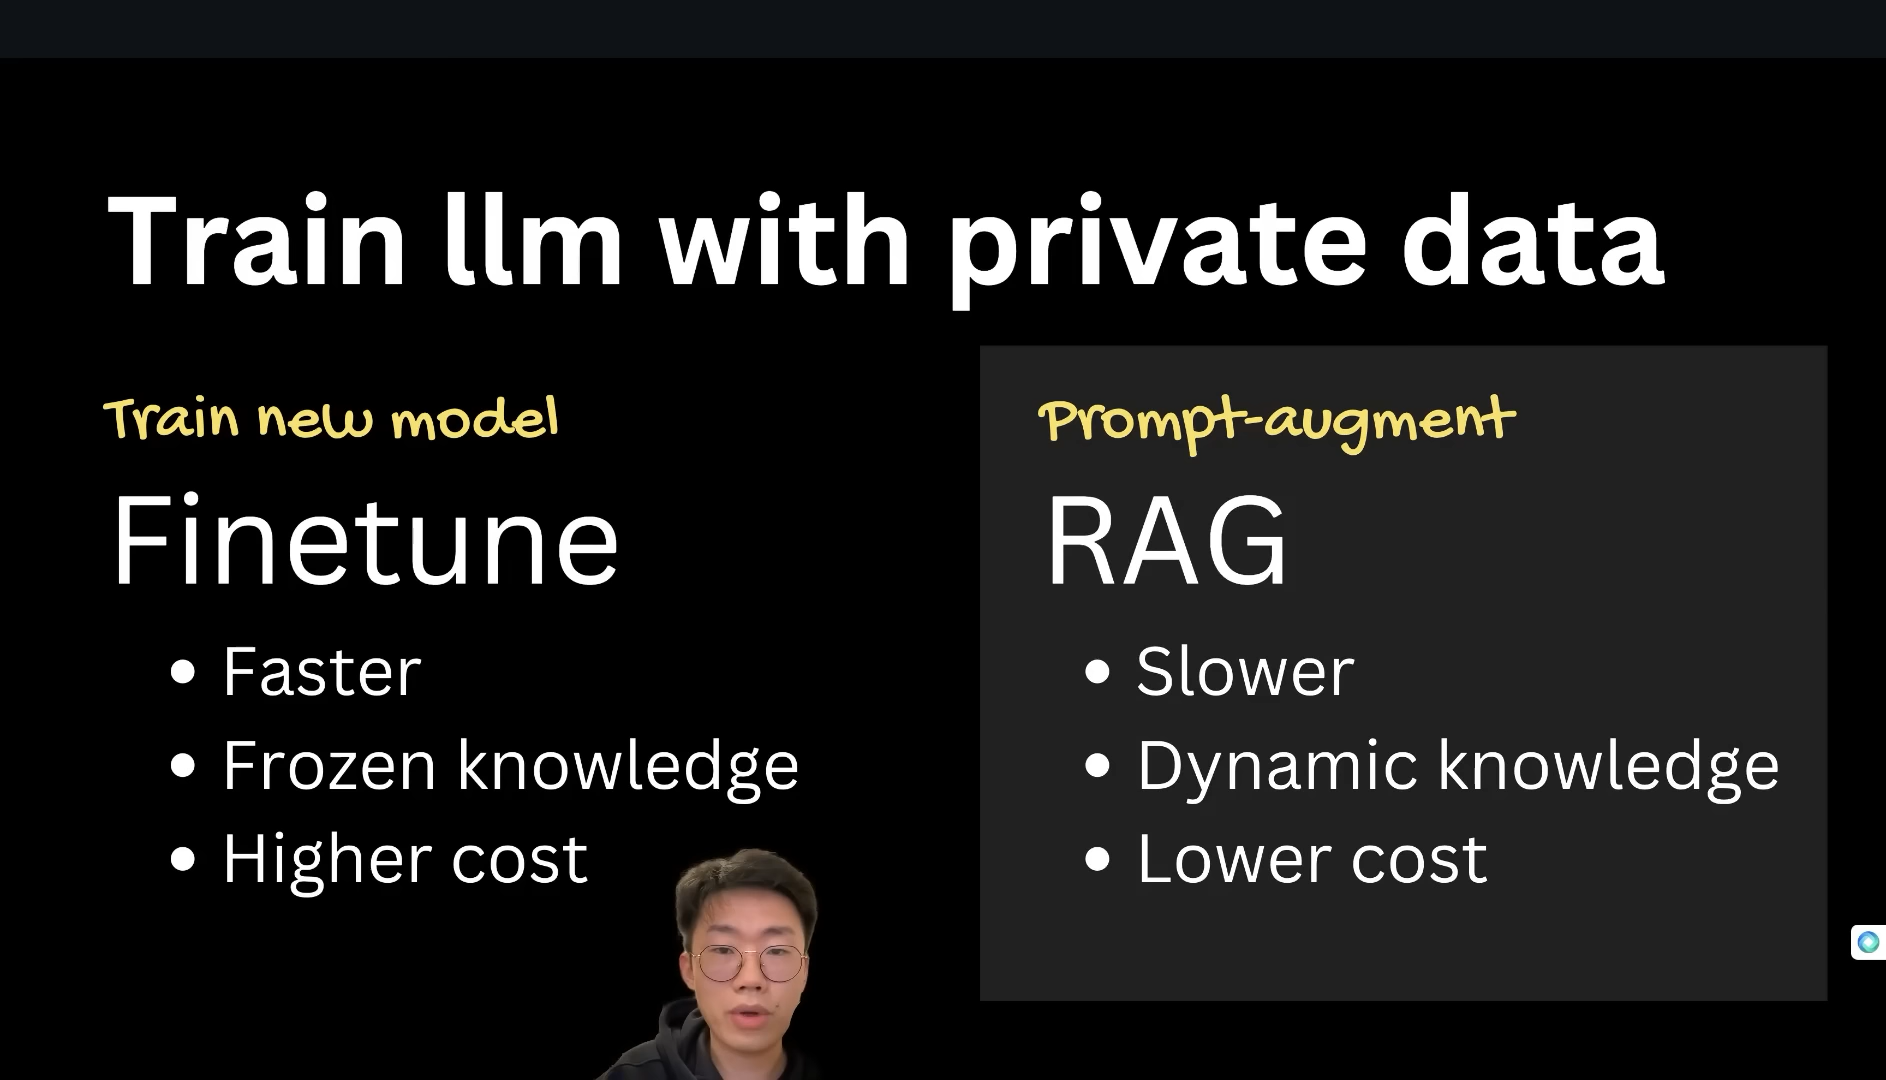 Train llm with private data
Train new model
Finetune
• Faster
• Frozen knowledge
• Higher cost
Prompt-augment
RAG
• Slower
• Dynamic knowledge
• Lower cost